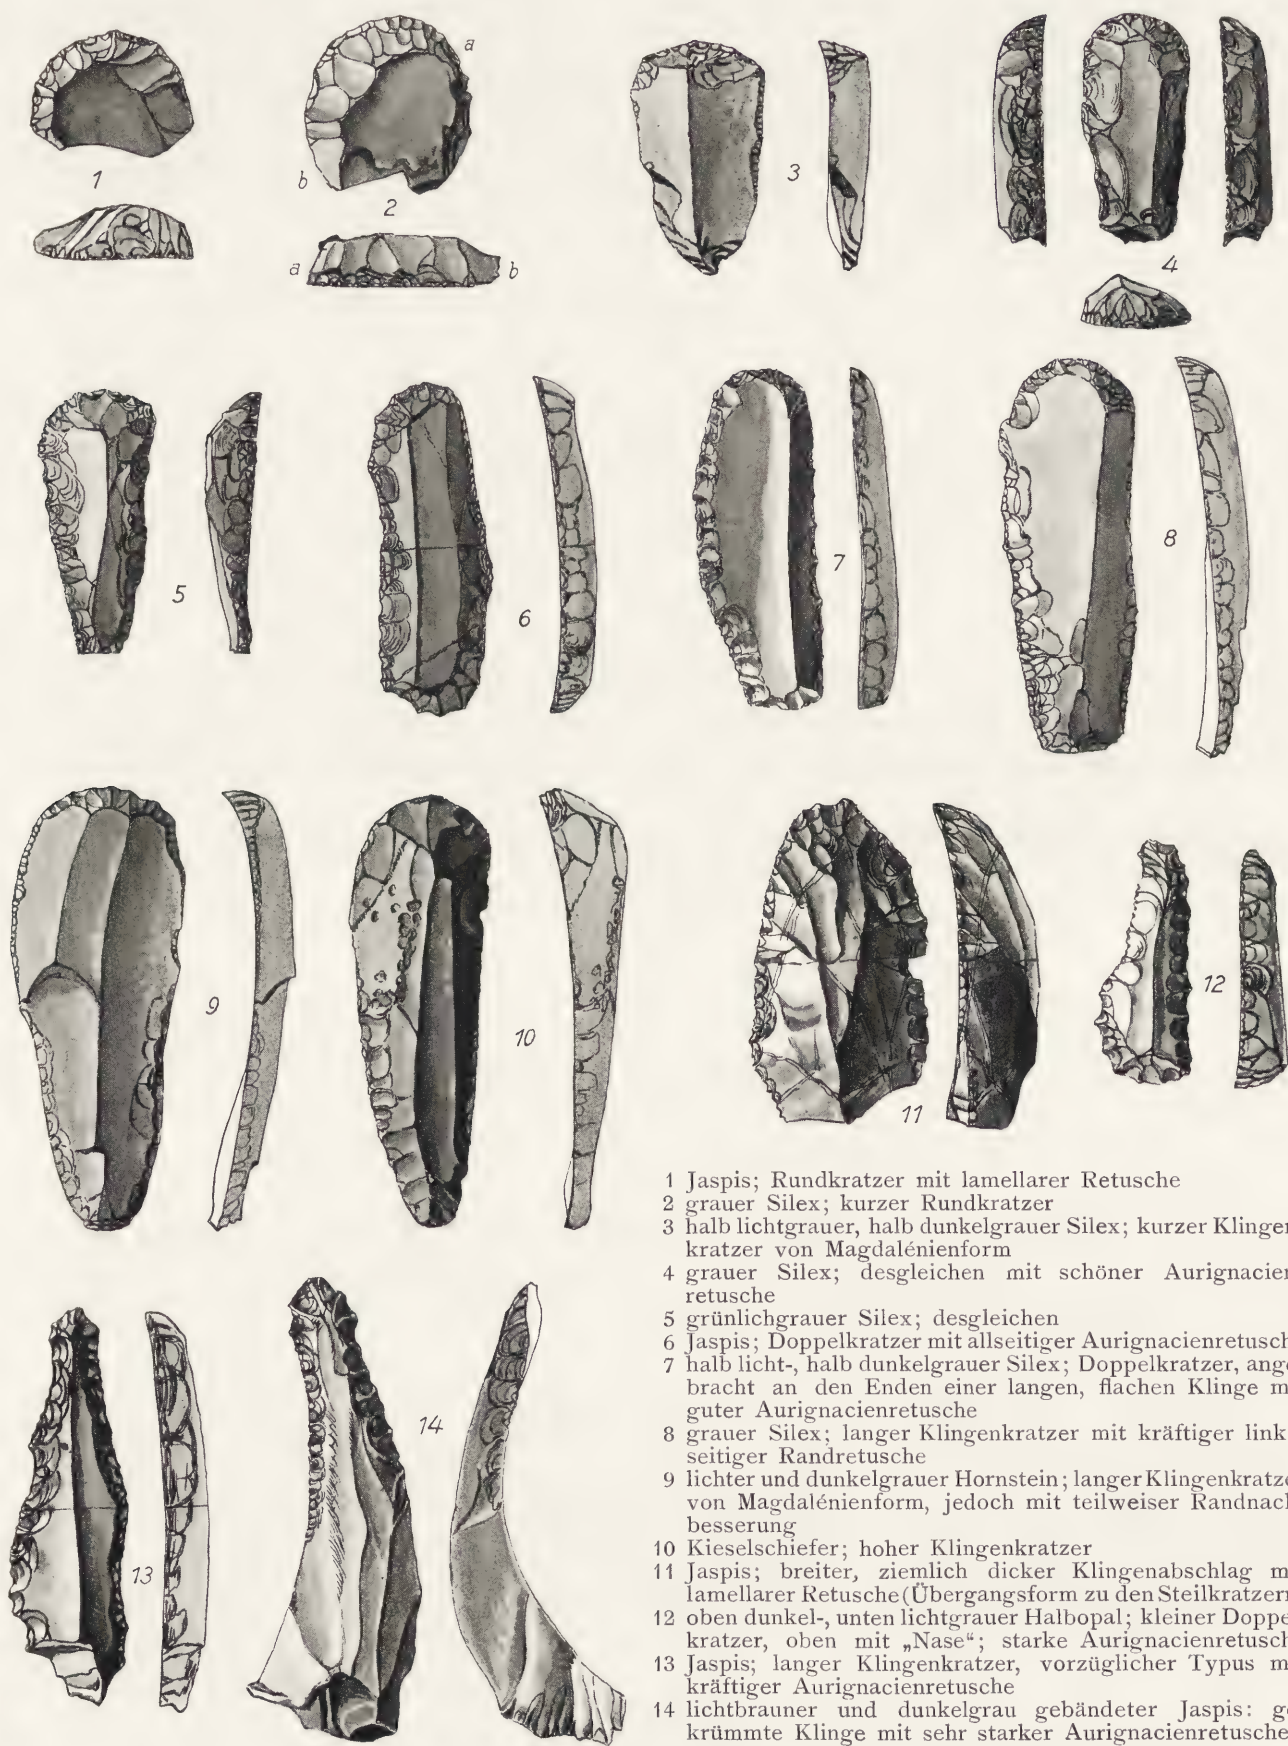 1
a
2
b
a
b
3
4
5
6
7
8
9
10
11
12
13
14
1 Jaspis; Rundkratzer mit lamellarer Retusche
2 grauer Silex; kurzer Rundkratzer
3 halb lichtgrauer, halb dunkelgrauer Silex; kurzer Klingen
kratzer von Magdalénienform
4 grauer Silex; desgleichen mit schöner Aurignacien
retusche
5 grünlichgrauer Silex; desgleichen
6 Jaspis; Doppelkratzer mit allseitiger Aurignacienretusch
7 halb licht-, halb dunkelgrauer Silex; Doppelkratzer, ange
bracht an den Enden einer langen, flachen Klinge m
guter Aurignacienretusche
8 grauer Silex; langer Klingenkratzer mit kräftiger link
seitiger Randretusche
9 lichter und dunkelgrauer Hornstein; langer Klingenkratze
von Magdalénienform, jedoch mit teilweiser Randnach
besserung
10 Kieselschiefer; hoher Klingenkratzer
11 Jaspis; breiter, ziemlich dicker Klingenabschlag m
lamellarer Retusche (Übergangsform zu den Steilkratzern
12 oben dunkel-, unten lichtgrauer Halbopal; kleiner Doppe
kratzer, oben mit „Nase“; starke Aurignacienretusch
13 Jaspis; langer Klingenkratzer, vorzüglicher Typus m
kräftiger Aurignacienretusche
14 lichtbrauner und dunkelgrau gebändeter Jaspis: ge
krümmte Klinge mit sehr starker Aurignacienretusche